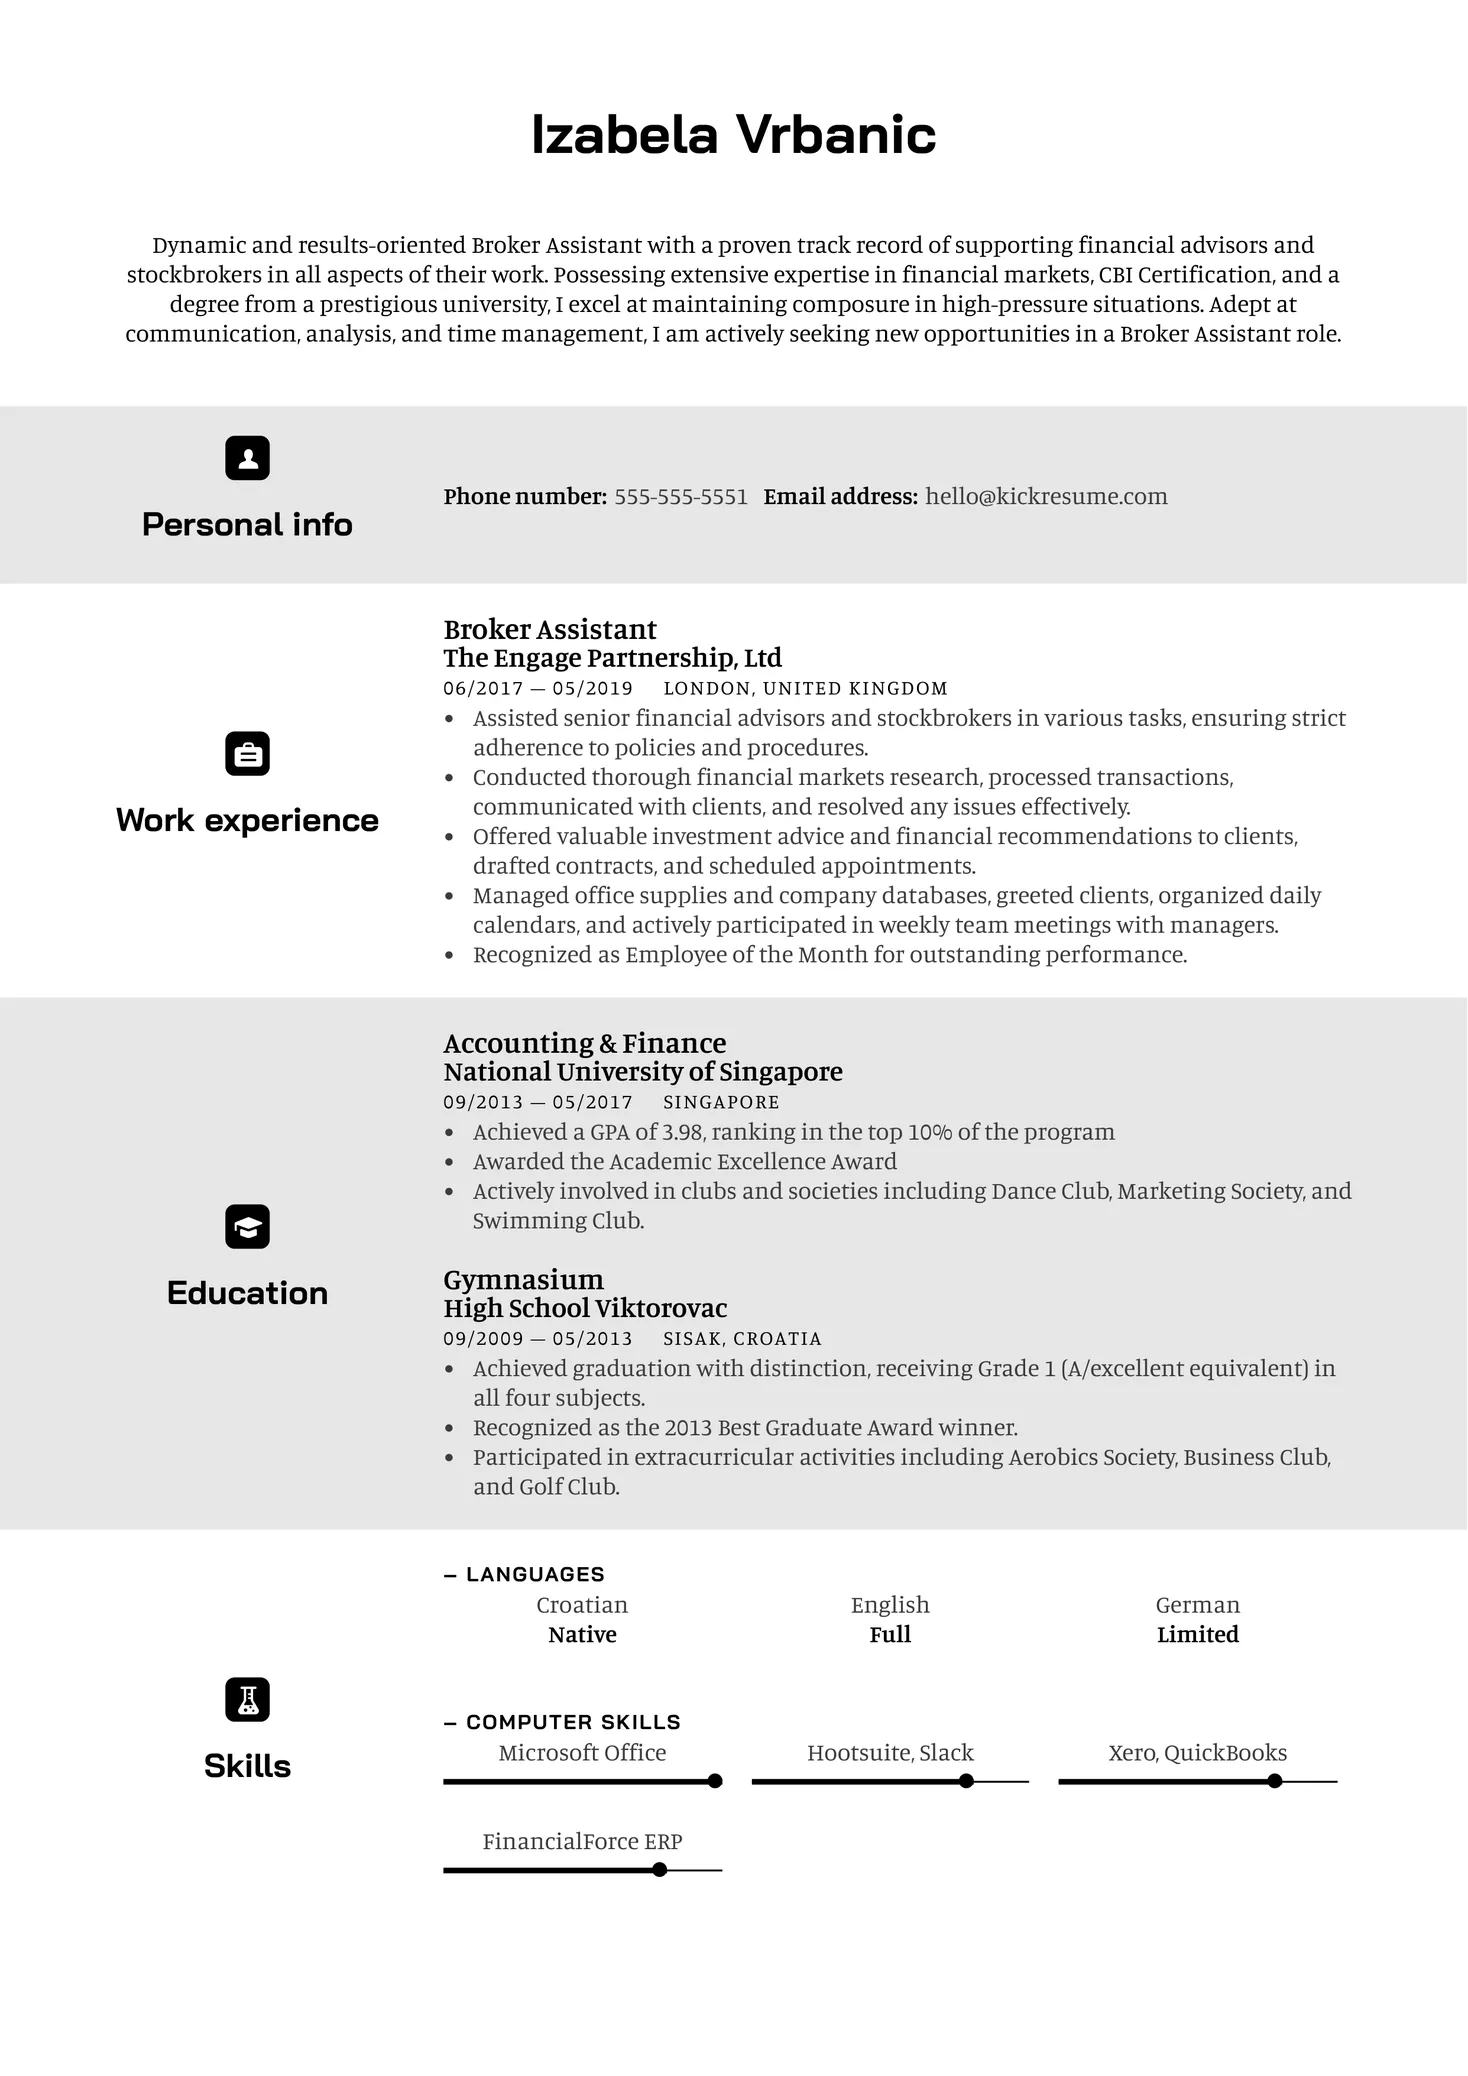 Izabela Vrbanic
Dynamic and results-oriented Broker Assistant with a proven track record of supporting financial advisors and
stockbrokers in all aspects of their work. Possessing extensive expertise in financial markets, CBI Certification, and a
degree from a prestigious university, I excel at maintaining composure in high-pressure situations. Adept at
communication, analysis, and time management, I am actively seeking new opportunities in a Broker Assistant role.
Personal info
Phone number: 555-555-5551 Email address: hello@kickresume.com
Work experience
Broker Assistant
The Engage Partnership, Ltd
06/2017 — 05/2019 LONDON, UNITED KINGDOM
• Assisted senior financial advisors and stockbrokers in various tasks, ensuring strict
adherence to policies and procedures.
• Conducted thorough financial markets research, processed transactions,
communicated with clients, and resolved any issues effectively.
• Offered valuable investment advice and financial recommendations to clients,
drafted contracts, and scheduled appointments.
• Managed office supplies and company databases, greeted clients, organized daily
calendars, and actively participated in weekly team meetings with managers.
• Recognized as Employee of the Month for outstanding performance.
Education
Accounting & Finance
National University of Singapore
09/2013 — 05/2017 SINGAPORE
• Achieved a GPA of 3.98, ranking in the top 10% of the program
• Awarded the Academic Excellence Award
• Actively involved in clubs and societies including Dance Club, Marketing Society, and
Swimming Club.
Gymnasium
High School Viktorovac
09/2009 — 05/2013 SISAK, CROATIA
• Achieved graduation with distinction, receiving Grade 1 (A/excellent equivalent) in
all four subjects.
• Recognized as the 2013 Best Graduate Award winner.
• Participated in extracurricular activities including Aerobics Society, Business Club,
and Golf Club.
Skills
– LANGUAGES
Croatian English German
Native Full Limited
– COMPUTER SKILLS
Microsoft Office Hootsuite, Slack Xero, QuickBooks
FinancialForce ERP